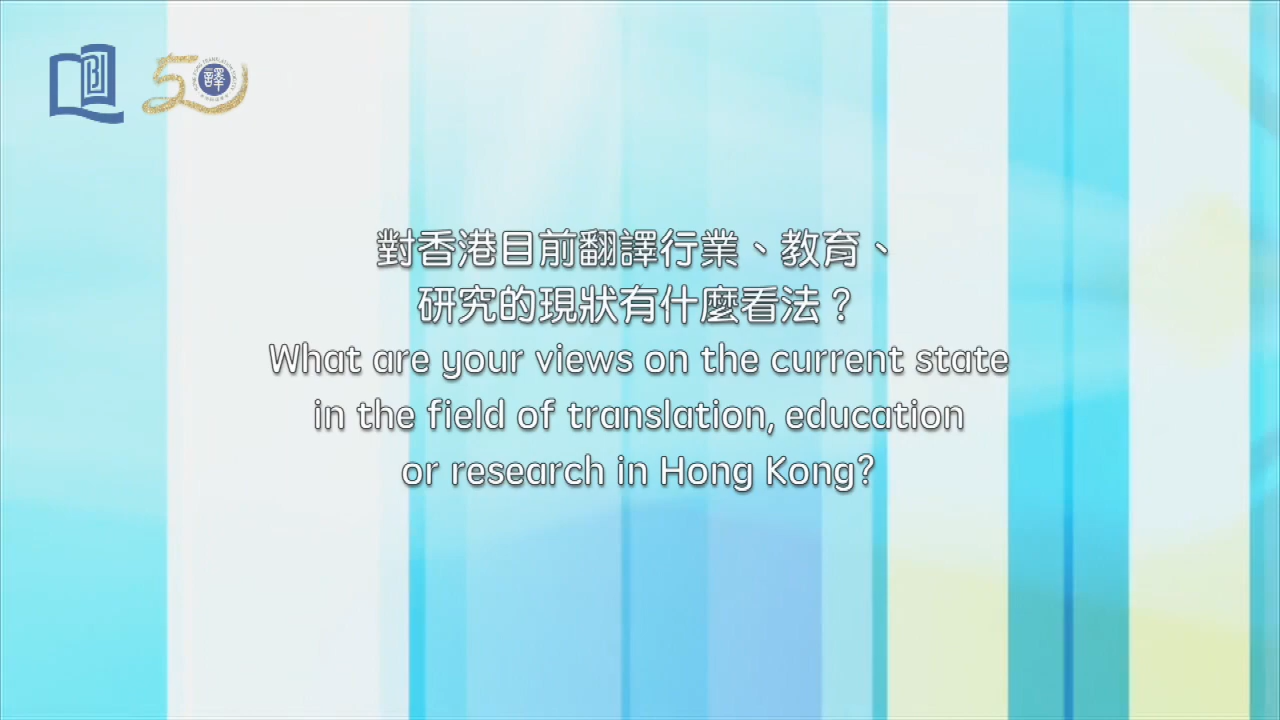 50
譯
對香港目前翻譯行業、教育、
研究的現狀有什麼看法？
What are your views on the current state
in the field of translation, education
or research in Hong Kong?